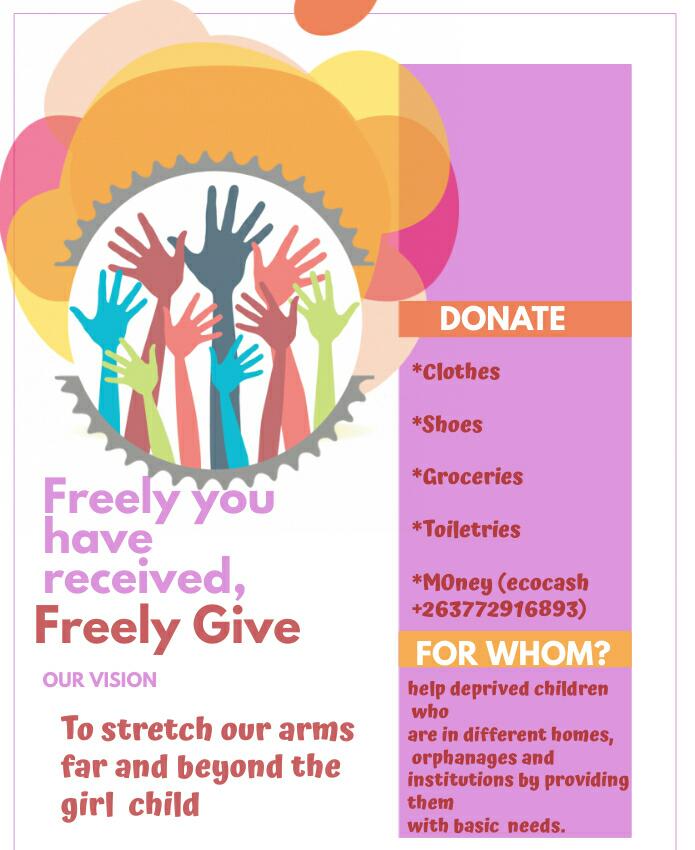 Freely you
have
received,
Freely Give
OUR VISION
To stretch our arms
far and beyond the
girl child
DONATE
*Clothes
*Shoes
*Groceries
*Toiletries
*M0ney (ecocash
+263772916893)
FOR WHOM?
help deprived children
who
are in different homes,
orphanages and
institutions by providing
them
with basic needs.